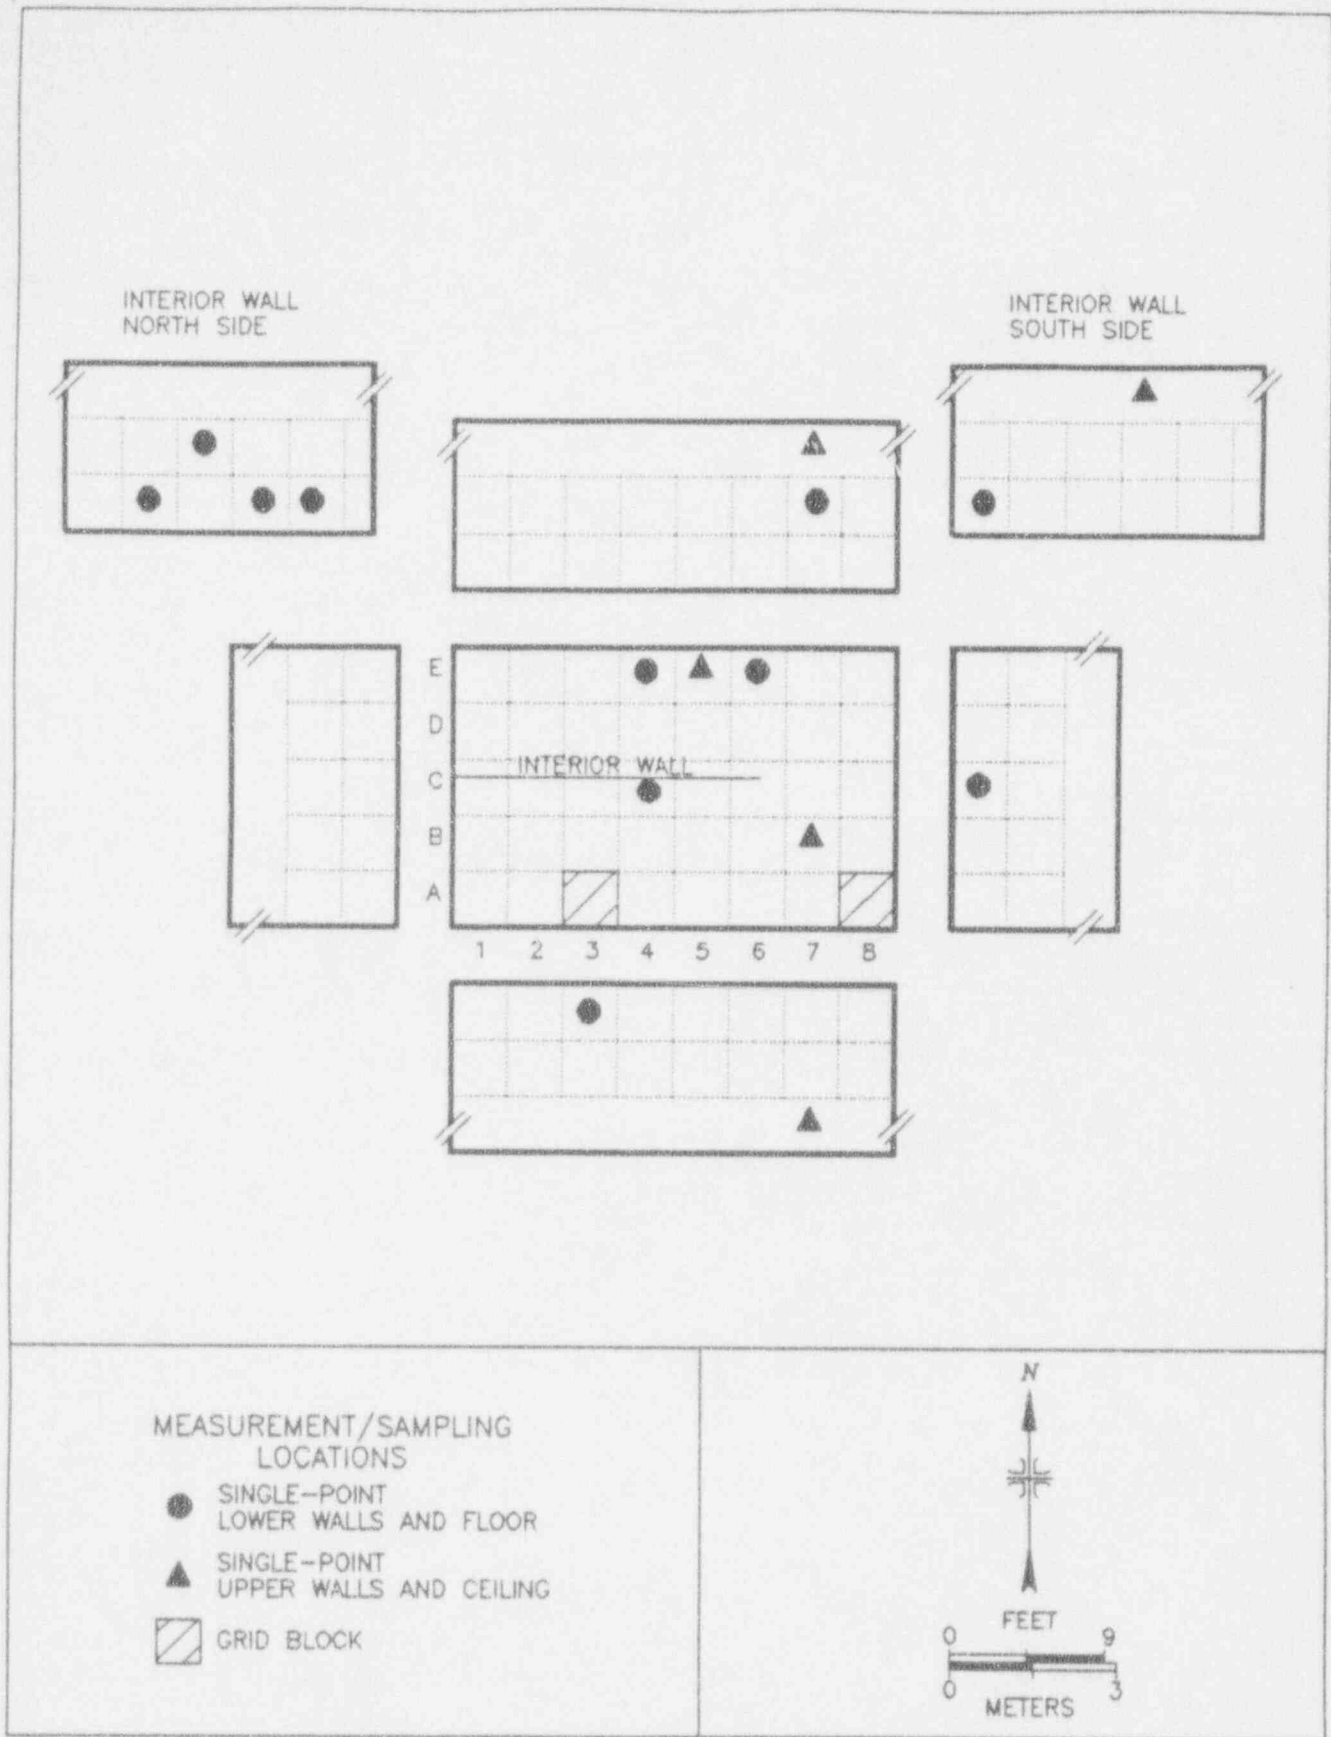 INTERIOR WALL
NORTH SIDE
INTERIOR WALL
SOUTH SIDE
E
D
INTERIOR WALL
C
B
A
1 2 3 4 5 6 7 8
MEASUREMENT/SAMPLING
LOCATIONS
SINGLE-POINT
LOWER WALLS AND FLOOR
SINGLE-POINT
UPPER WALLS AND CEILING
GRID BLOCK
N
FEET
0 9
0 3
METERS